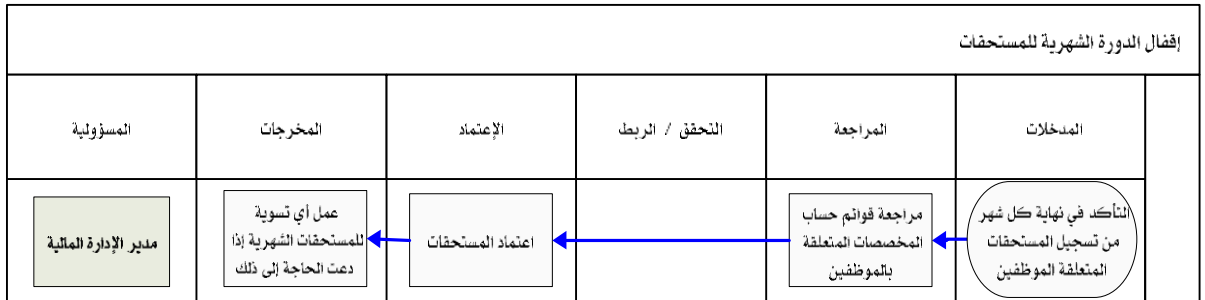 إقفال الدورة الشهرية للمستحقات
المدخلات
المراجعة
التحقق / الربط
الإعتماد
المخرجات
المسؤولية
التأكد في نهاية كل شهر
من تسجيل المستحقات
المتعلقة الموظفين
مراجعة قوائم حساب
المخصصات المتعلقة
بالموظفين
اعتماد المستحقات
عمل أي تسوية
للمستحقات الشهرية إذا
دعت الحاجة إلى ذلك
مدير الإدارة المالية